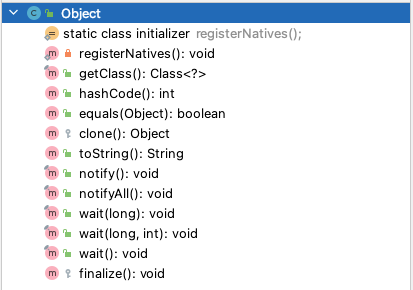 Object
static class initializer registerNatives();
registerNatives(): void
getClass(): Class<?>
hashCode(): int
equals(Object): boolean
clone(): Object
toString(): String
notify(): void
notifyAll(): void
wait(long): void
wait(long, int): void
wait(): void
finalize(): void